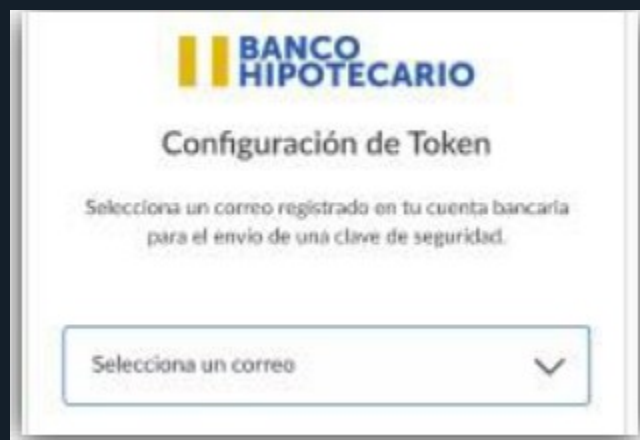 BANCO
HIPOTECARIO
Configuración de Token
Selecciona un correo registrado en tu cuenta bancaria
para el envio de una clave de seguridad.
Selecciona un correo